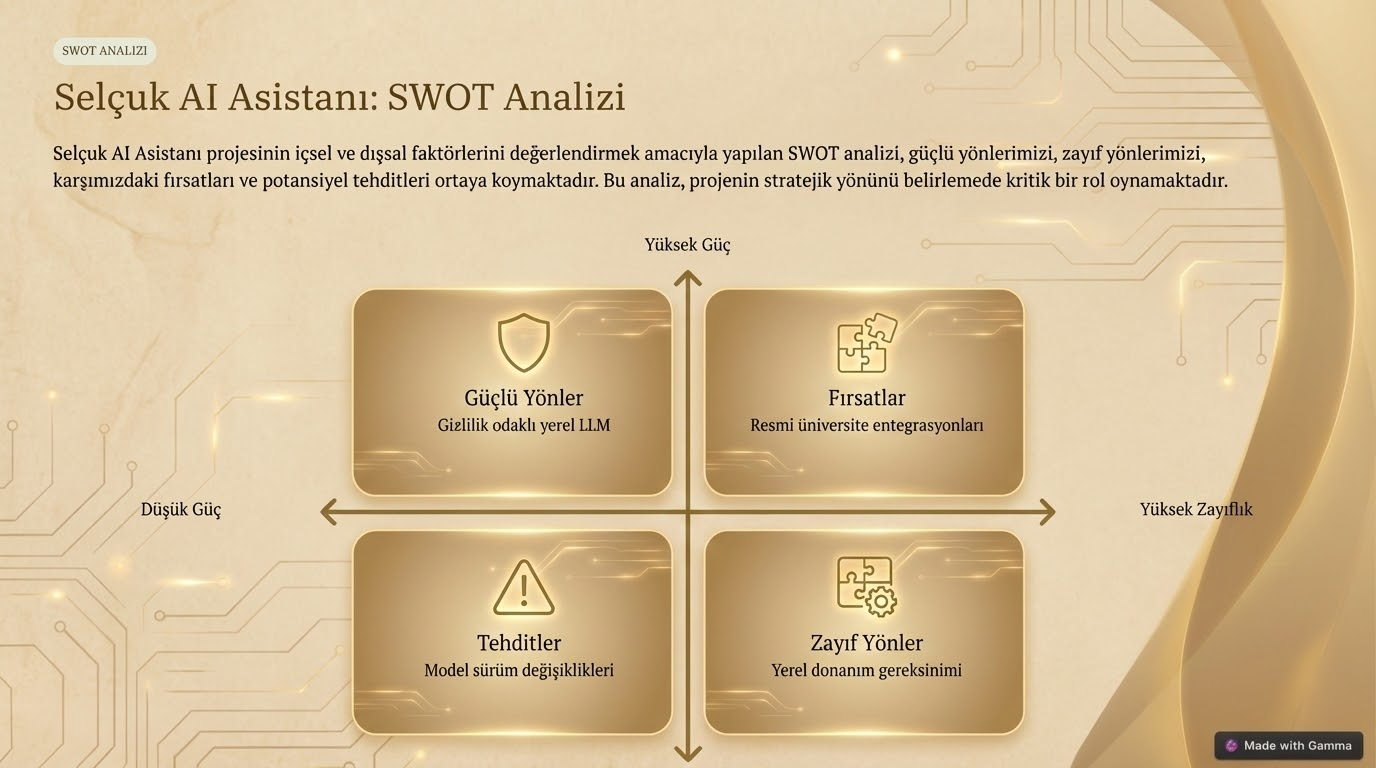 SWOT ANALIZI
Selçuk AI Asistanı: SWOT Analizi
Selçuk AI Asistanı projesinin içsel ve dışsal faktörlerini değerlendirmek amacıyla yapılan SWOT analizi, güçlü yönlerimizi, zayıf yönlerimizi,
karşımızdaki fırsatları ve potansiyel tehditleri ortaya koymaktadır. Bu analiz, projenin stratejik yönünü belirlemede kritik bir rol oynamaktadır.
Yüksek Güç
Güçlü Yönler
Gizlilik odaklı yerel LLM
Fırsatlar
Resmi üniversite entegrasyonları
Düşük Güç
Yüksek Zayıflık
Tehditler
Model sürüm değişiklikleri
Zayıf Yönler
Yerel donanım gereksinimi
Made with Gamma